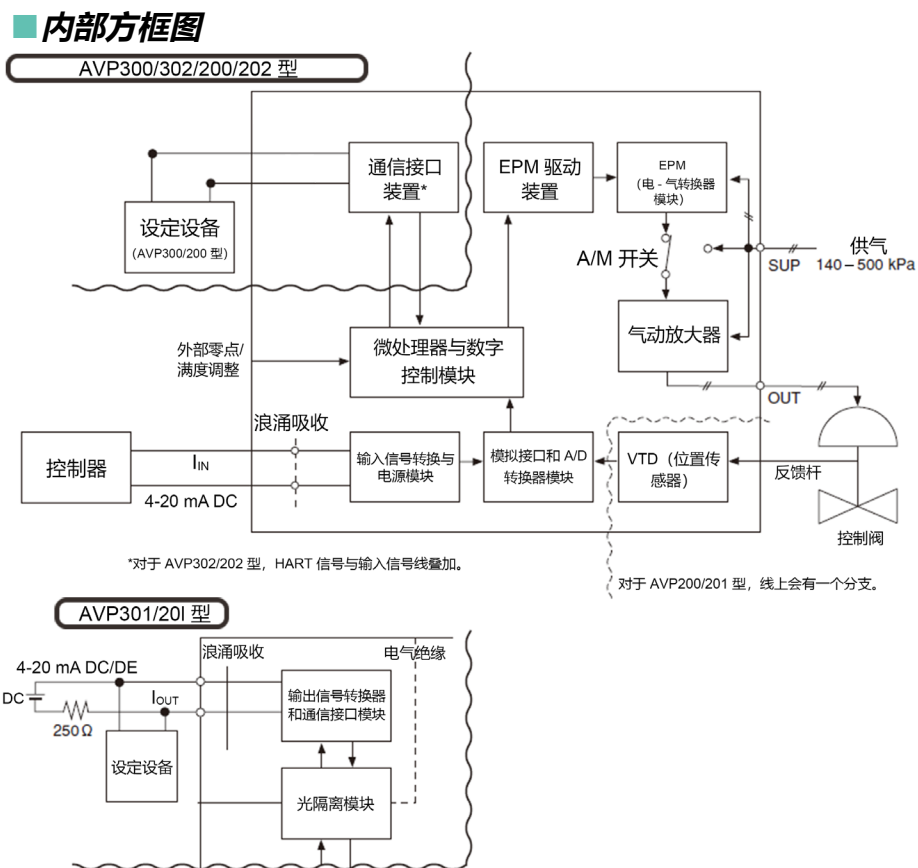 内部方框图
AVP300/302/200/202 型
通信接口
装置*
EPM 驱动
装置
EPM
（电 - 气转换器
模块）
设定设备
(AVP300/200 型)
A/M 开关
SUP
供气
140 – 500 kPa
气动放大器
外部零点/
满度调整
微处理器与数字
控制模块
OUT
浪涌吸收
控制器
IIN
4-20 mA DC
输入信号转换与
电源模块
模拟接口和 A/D
转换器模块
VTD（位置传
感器）
反馈杆
控制阀
*对于 AVP302/202 型，HART 信号与输入信号线叠加。
对于 AVP200/201 型，线上会有一个分支。
AVP301/20I 型
浪涌吸收
电气绝缘
4-20 mA DC/DE
DC
IOUT
250Ω
输出信号转换器
和通信接口模块
设定设备
光隔离模块